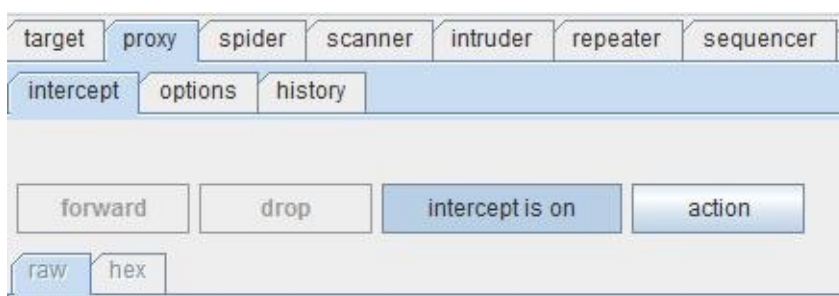 target proxy spider scanner intruder repeater sequencer
intercept options history
forward drop intercept is on action
raw hex